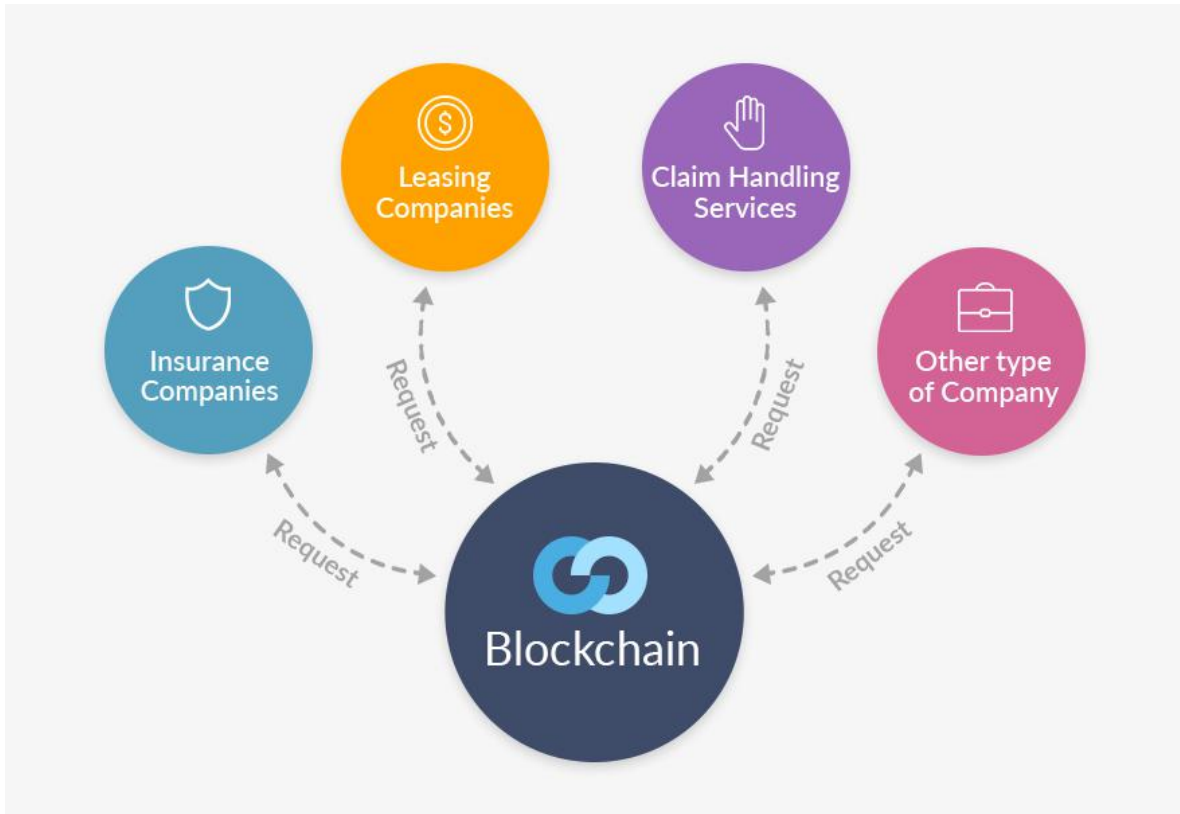 Leasing
Companies
Claim Handling
Services
Insurance
Companies
Other type
of Company
Request
Request
Request
Request
Blockchain